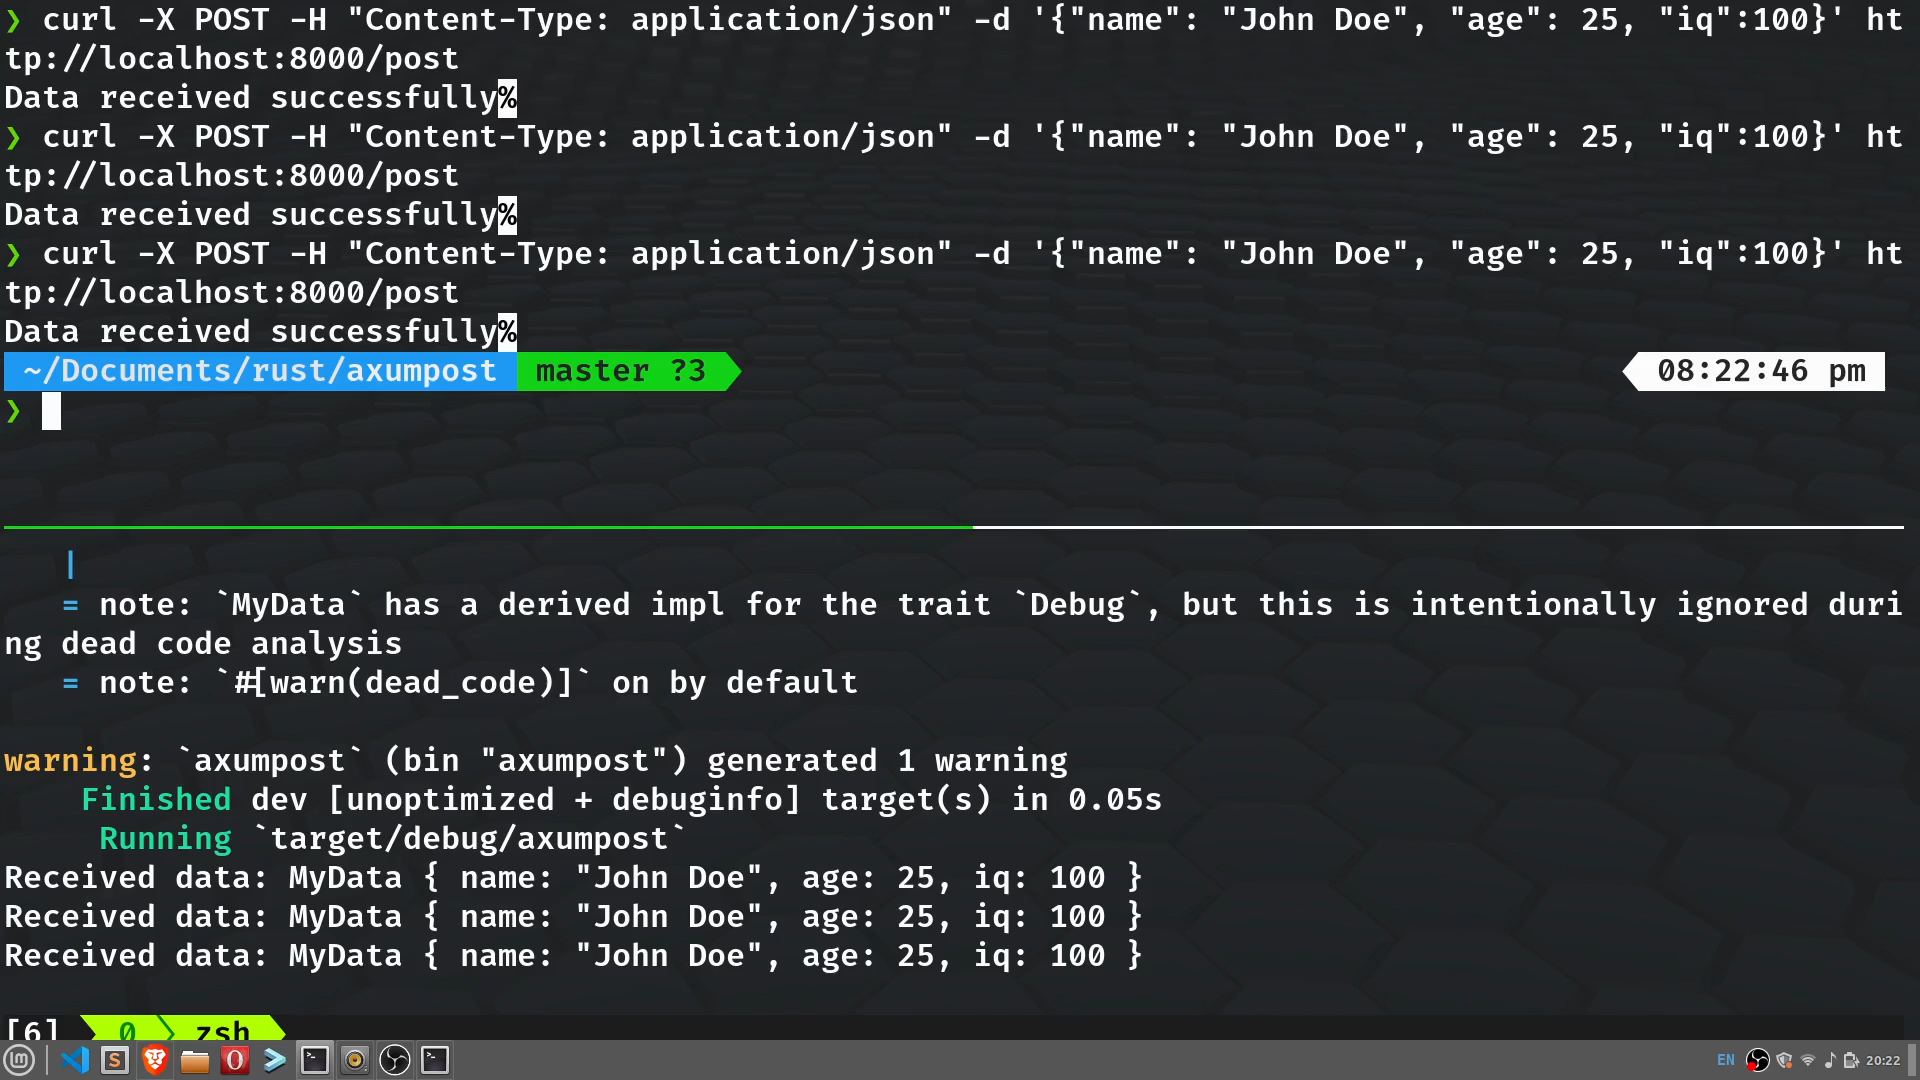 ❯ curl -X POST -H "Content-Type: application/json" -d '{"name": "John Doe", "age": 25, "iq":100}' ht
tp://localhost:8000/post
Data received successfully%
❯ curl -X POST -H "Content-Type: application/json" -d '{"name": "John Doe", "age": 25, "iq":100}' ht
tp://localhost:8000/post
Data received successfully%
❯ curl -X POST -H "Content-Type: application/json" -d '{"name": "John Doe", "age": 25, "iq":100}' ht
tp://localhost:8000/post
Data received successfully%
~/Documents/rust/axumpost master ?3 08:22:46 pm
❯
|
= note: `MyData` has a derived impl for the trait `Debug`, but this is intentionally ignored duri
ng dead code analysis
= note: `#[warn(dead_code)]` on by default
warning: `axumpost` (bin "axumpost") generated 1 warning
Finished dev [unoptimized + debuginfo] target(s) in 0.05s
Running `target/debug/axumpost`
Received data: MyData { name: "John Doe", age: 25, iq: 100 }
Received data: MyData { name: "John Doe", age: 25, iq: 100 }
Received data: MyData { name: "John Doe", age: 25, iq: 100 }
[6] 0 zsh
EN 20:22